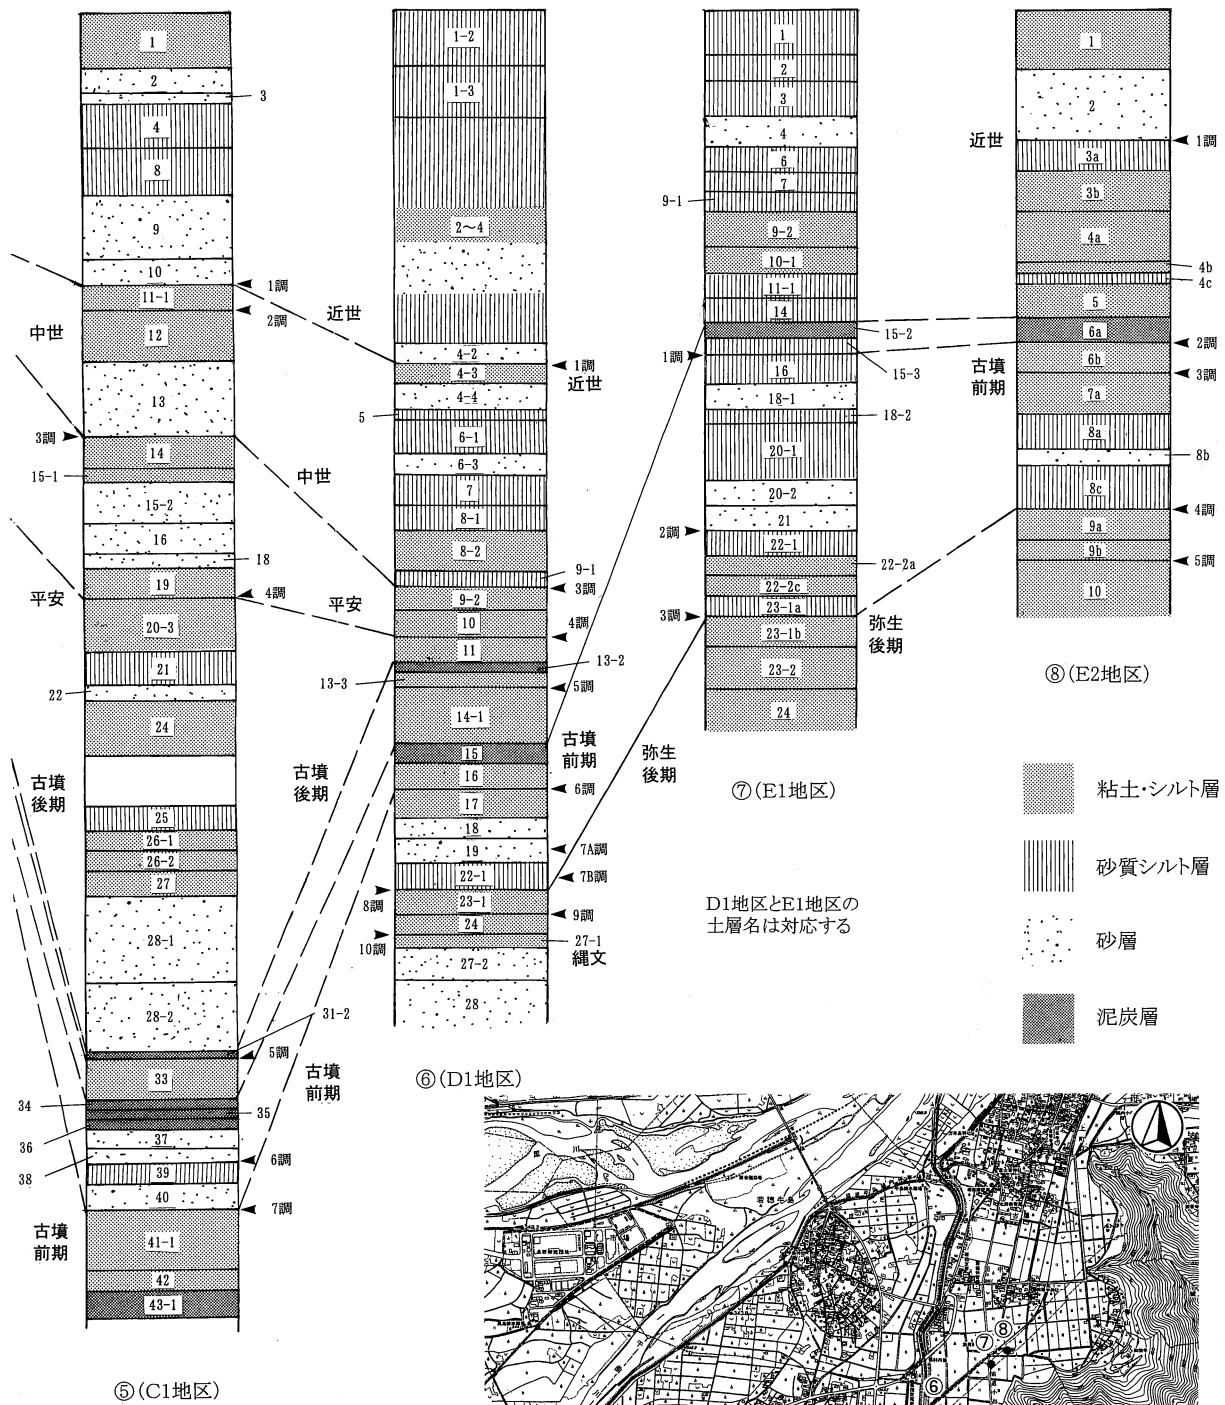 1
2
3
4
8
9
10
1調
11-1
2調
12
中世
13
3調
14
15-1
15-2
16
18
19
4調
平安
20-3
21
22
24
古墳
後期
25
26-1
26-2
27
28-1
28-2
31-2
5調
33
34
35
36
37
38
6調
39
40
7調
古墳
前期
41-1
42
43-1
⑤(C1地区)
近世
中世
平安
古墳
後期
古墳
前期
1-2
1-3
2〜4
4-2
1調
近世
4-3
4-4
5
6-1
6-3
7
8-1
8-2
9-1
3調
9-2
10
4調
11
13-2
13-3
5調
14-1
古墳
前期
15
16
6調
17
18
19
7A調
22-1
7B調
8調
23-1
9調
24
10調
27-1
縄文
27-2
28
⑥(D1地区)
弥生
後期
1
2
3
4
6
7
9-1
9-2
10-1
11-1
14
15-2
1調
15-3
16
18-1
18-2
20-1
20-2
21
2調
22-1
22-2a
22-2c
23-1a
3調
23-1b
23-2
24
弥生
後期
⑦(E1地区)
D1地区とE1地区の
土層名は対応する
近世
古墳
前期
1
2
1調
3a
3b
4a
4b
4c
5
6a
2調
6b
3調
7a
8a
8b
8c
4調
9a
9b
5調
10
⑧(E2地区)
粘土・シルト層
砂質シルト層
砂層
泥炭層
若穂牛島
⑧
⑦
⑥